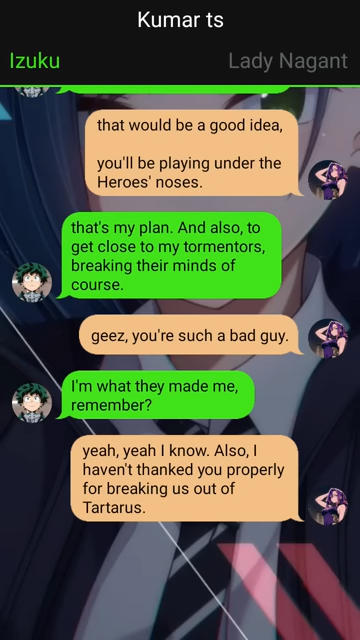 Kumar ts
Izuku
Lady Nagant
that would be a good idea,
you'll be playing under the
Heroes' noses.
that's my plan. And also, to
get close to my tormentors,
breaking their minds of
course.
geez, you're such a bad guy.
I'm what they made me,
remember?
yeah, yeah I know. Also, I
haven't thanked you properly
for breaking us out of
Tartarus.